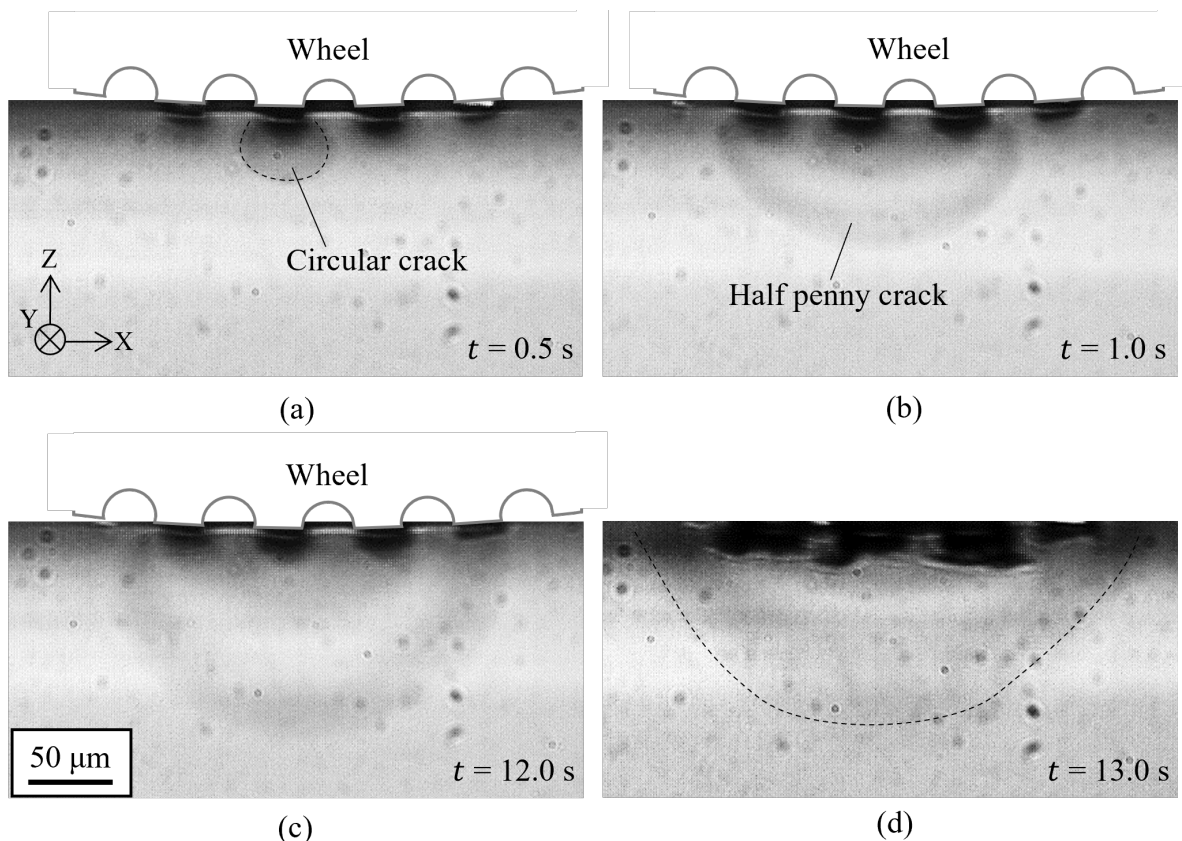 Wheel
Circular crack
Z
Y
X
t = 0.5 s
(a)
Wheel
Half penny crack
t = 1.0 s
(b)
Wheel
50 μm
t = 12.0 s
(c)
t = 13.0 s
(d)